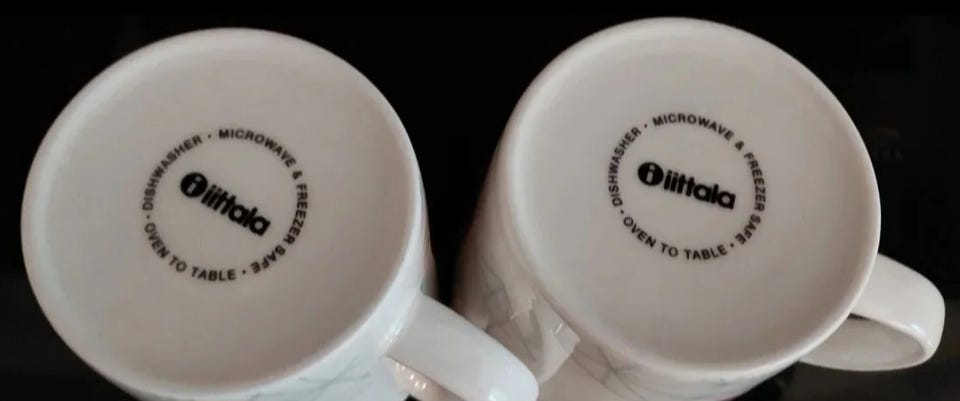 DISHWASHER · MICROWAVE & FREEZER SAFE · OVEN TO TABLE ·
i iittala
DISHWASHER · MICROWAVE & FREEZER SAFE · OVEN TO TABLE ·
i iittala